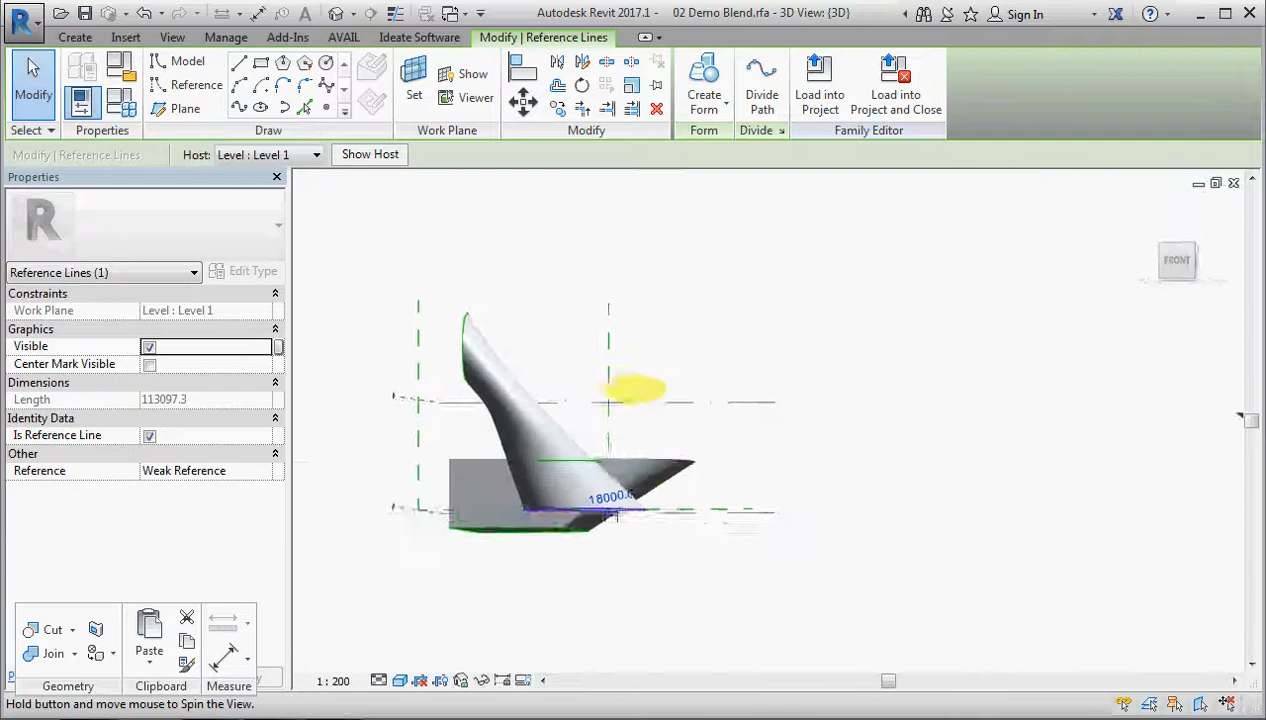 Autodesk Revit 2017.1 - 02 Demo Blend.rfa - 3D View: {3D}
Sign In
Create Insert View Manage Add-Ins AVAIL Ideate Software Modify | Reference Lines
Modify
Model
Reference
Plane
Set
Show
Viewer
Create Form
Divide Path
Load into Project
Load into Project and Close
Select Properties Draw Work Plane Modify Form Divide Family Editor
Modify | Reference Lines Host: Level : Level 1 Show Host
Properties
R
Reference Lines (1) Edit Type
Constraints
Work Plane Level : Level 1
Graphics
Visible
Center Mark Visible
Dimensions
Length 113097.3
Identity Data
Is Reference Line
Other
Reference Weak Reference
FRONT
18000.
Cut
Join
Paste
Geometry Clipboard Measure
1 : 200
Hold button and move mouse to Spin the View.